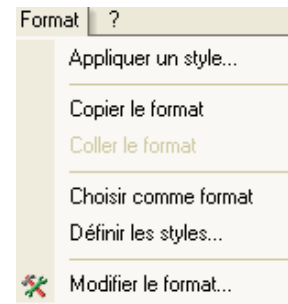 Format ?
Appliquer un style...
Copier le format
Coller le format
Choisir comme format
Définir les styles...
Modifier le format...